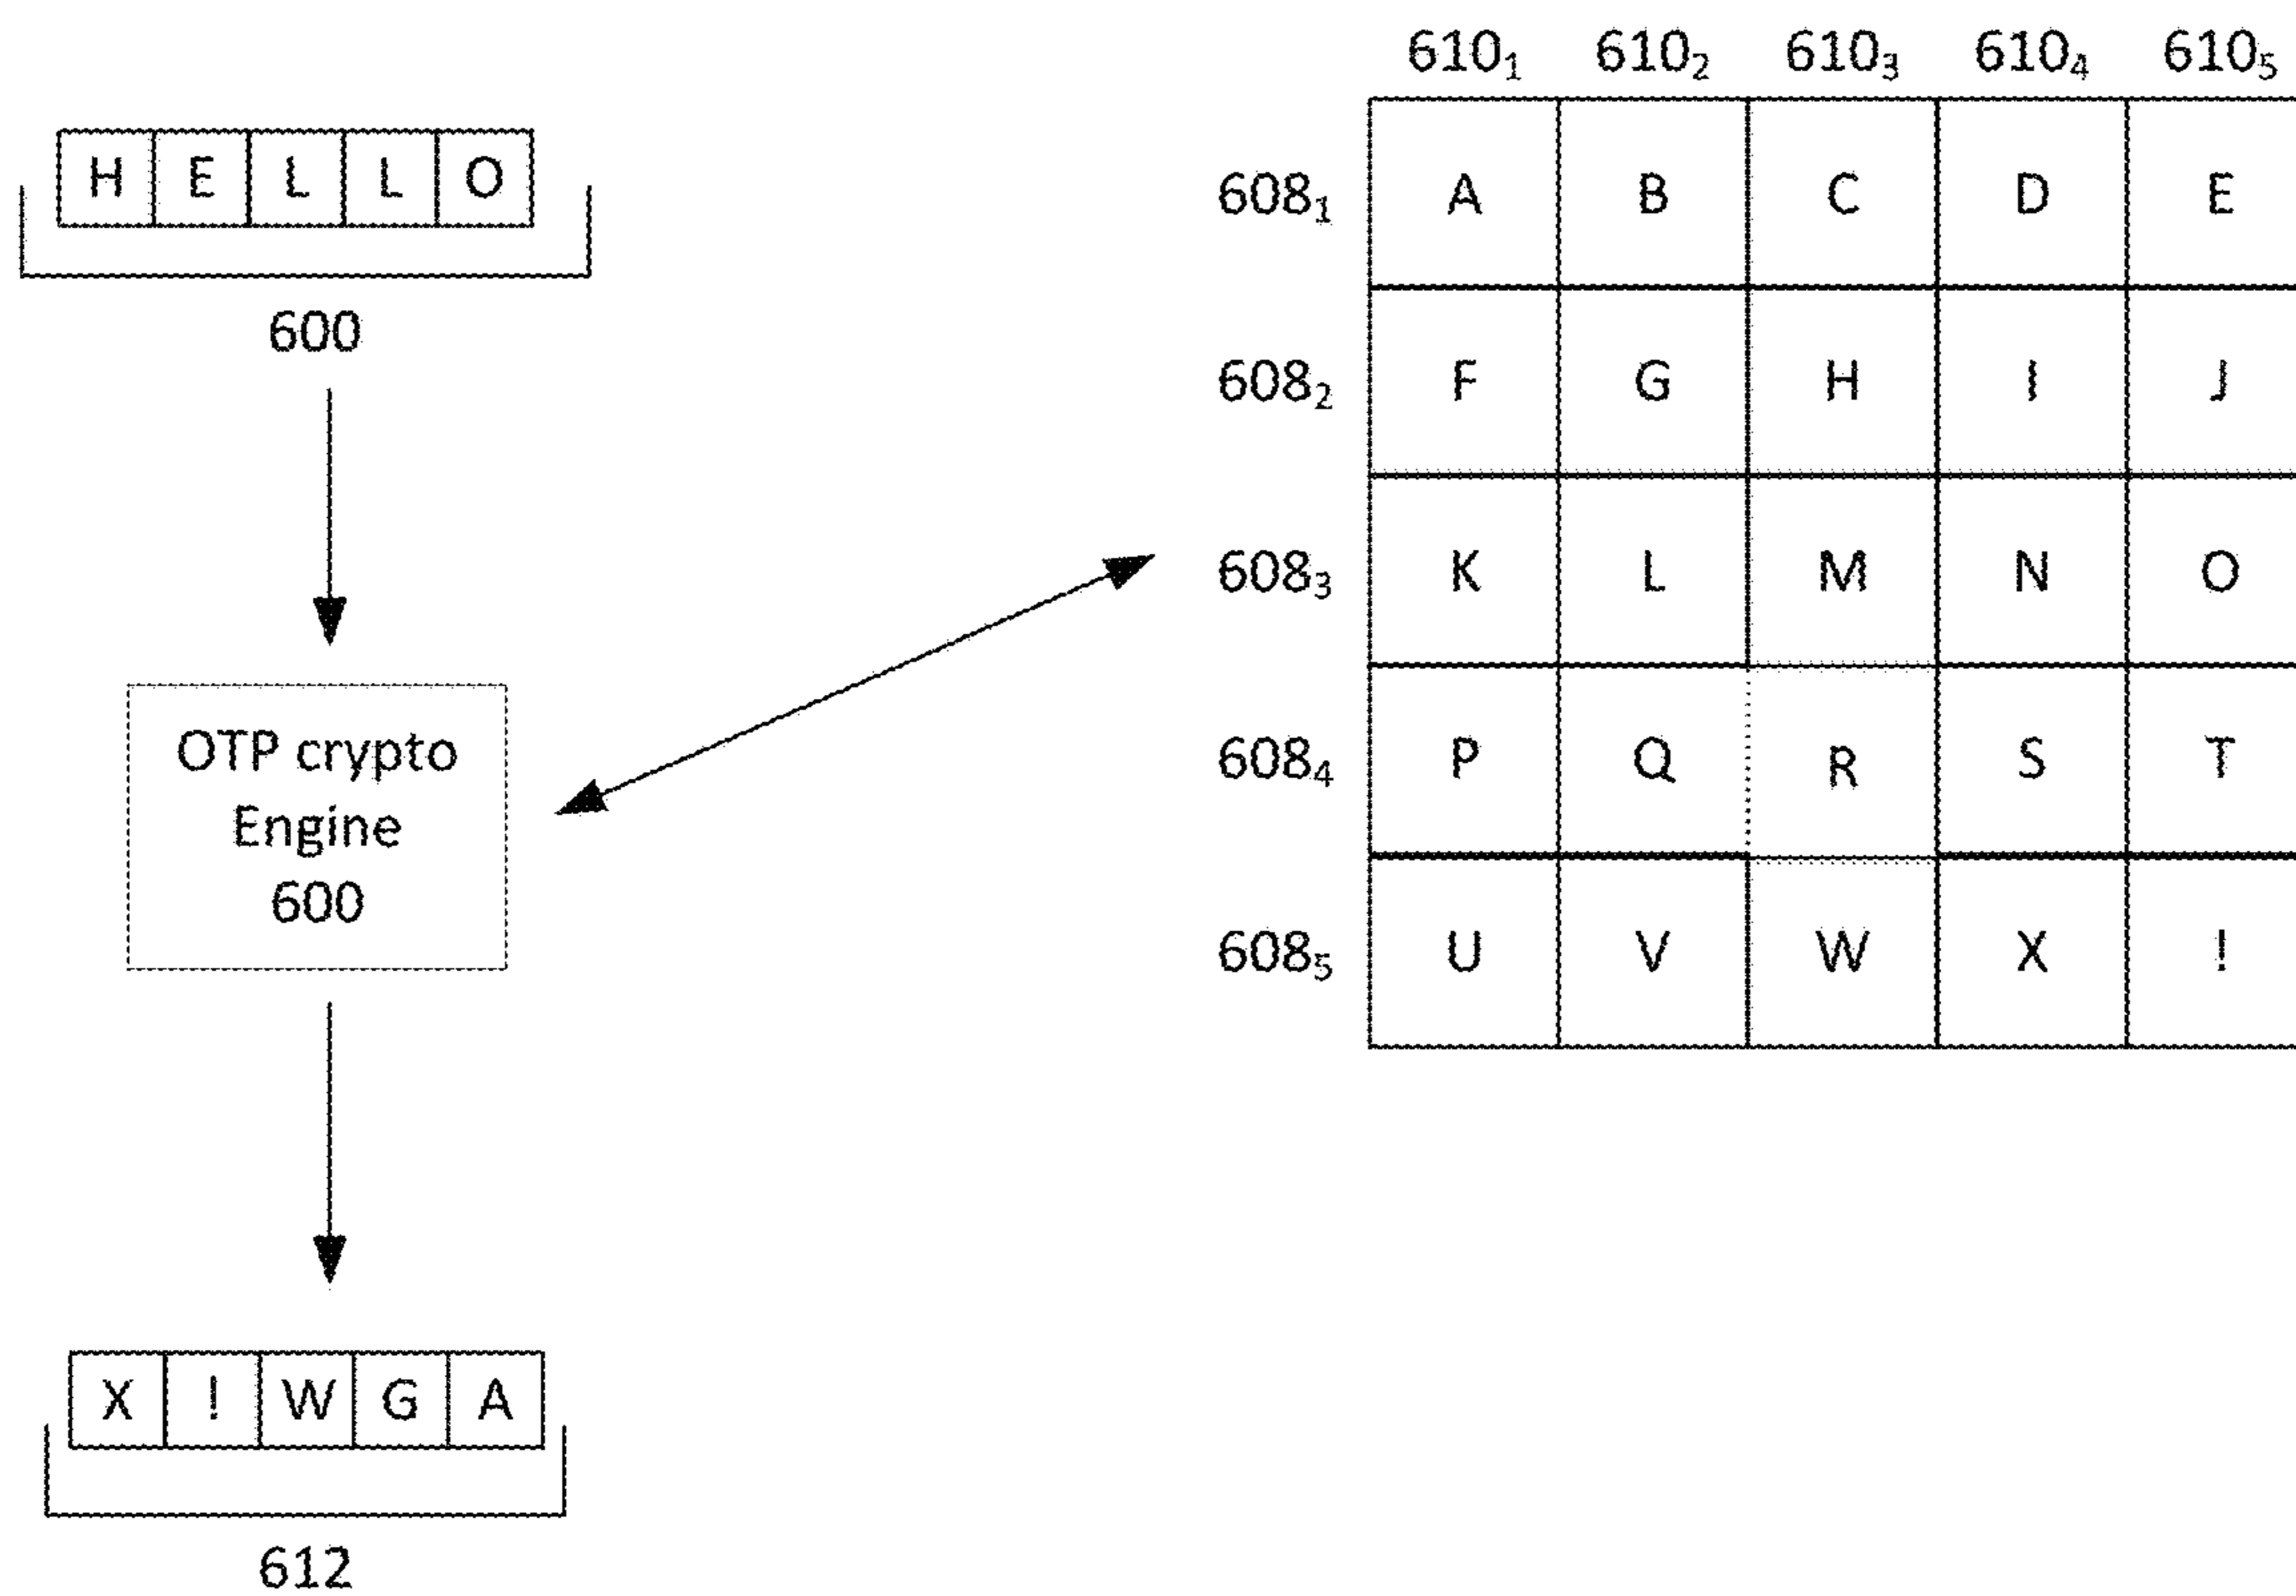 H E L L O
600
OTP crypto
Engine
600
X ! W G A
612
610₁ 610₂ 610₃ 610₄ 610₅
608₁ A B C D E
608₂ F G H I J
608₃ K L M N O
608₄ P Q R S T
608₅ U V W X !